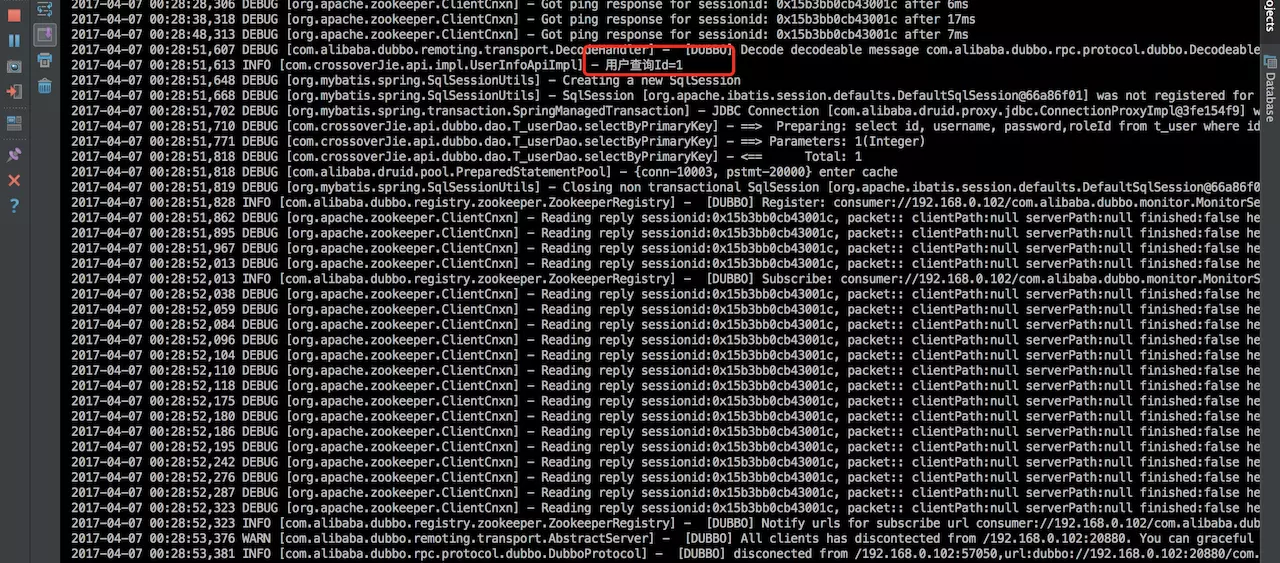 2017-04-07 00:28:28,306 DEBUG [org.apache.zookeeper.ClientCnxn] - Got ping response for sessionid: 0x15b3bb0cb43001c after 6ms
2017-04-07 00:28:38,318 DEBUG [org.apache.zookeeper.ClientCnxn] - Got ping response for sessionid: 0x15b3bb0cb43001c after 17ms
2017-04-07 00:28:48,313 DEBUG [org.apache.zookeeper.ClientCnxn] - Got ping response for sessionid: 0x15b3bb0cb43001c after 7ms
2017-04-07 00:28:51,607 DEBUG [com.alibaba.dubbo.remoting.transport.DecodeHandler] - [DUBBO] Decode decodeable message com.alibaba.dubbo.rpc.protocol.dubbo.Decodeable
2017-04-07 00:28:51,613 INFO [com.crossoverJie.api.impl.UserInfoApiImpl] - 用户查询Id=1
2017-04-07 00:28:51,648 DEBUG [org.mybatis.spring.SqlSessionUtils] - Creating a new SqlSession
2017-04-07 00:28:51,668 DEBUG [org.mybatis.spring.SqlSessionUtils] - SqlSession [org.apache.ibatis.session.defaults.DefaultSqlSession@66a86f01] was not registered for
2017-04-07 00:28:51,702 DEBUG [org.mybatis.spring.transaction.SpringManagedTransaction] - JDBC Connection [com.alibaba.druid.proxy.jdbc.ConnectionProxyImpl@3fe154f9] w
2017-04-07 00:28:51,710 DEBUG [com.crossoverJie.api.dubbo.dao.T_userDao.selectByPrimaryKey] - ==> Preparing: select id, username, password,roleId from t_user where id
2017-04-07 00:28:51,771 DEBUG [com.crossoverJie.api.dubbo.dao.T_userDao.selectByPrimaryKey] - ==> Parameters: 1(Integer)
2017-04-07 00:28:51,818 DEBUG [com.crossoverJie.api.dubbo.dao.T_userDao.selectByPrimaryKey] - <== Total: 1
2017-04-07 00:28:51,818 DEBUG [com.alibaba.druid.pool.PreparedStatementPool] - {conn-10003, pstmt-20000} enter cache
2017-04-07 00:28:51,819 DEBUG [org.mybatis.spring.SqlSessionUtils] - Closing non transactional SqlSession [org.apache.ibatis.session.defaults.DefaultSqlSession@66a86f0
2017-04-07 00:28:51,828 INFO [com.alibaba.dubbo.registry.zookeeper.ZookeeperRegistry] - [DUBBO] Register: consumer://192.168.0.102/com.alibaba.dubbo.monitor.MonitorSe
2017-04-07 00:28:51,862 DEBUG [org.apache.zookeeper.ClientCnxn] - Reading reply sessionid:0x15b3bb0cb43001c, packet:: clientPath:null serverPath:null finished:false he
2017-04-07 00:28:51,895 DEBUG [org.apache.zookeeper.ClientCnxn] - Reading reply sessionid:0x15b3bb0cb43001c, packet:: clientPath:null serverPath:null finished:false he
2017-04-07 00:28:51,967 DEBUG [org.apache.zookeeper.ClientCnxn] - Reading reply sessionid:0x15b3bb0cb43001c, packet:: clientPath:null serverPath:null finished:false he
2017-04-07 00:28:52,013 DEBUG [org.apache.zookeeper.ClientCnxn] - Reading reply sessionid:0x15b3bb0cb43001c, packet:: clientPath:null serverPath:null finished:false he
2017-04-07 00:28:52,013 INFO [com.alibaba.dubbo.registry.zookeeper.ZookeeperRegistry] - [DUBBO] Subscribe: consumer://192.168.0.102/com.alibaba.dubbo.monitor.MonitorS
2017-04-07 00:28:52,038 DEBUG [org.apache.zookeeper.ClientCnxn] - Reading reply sessionid:0x15b3bb0cb43001c, packet:: clientPath:null serverPath:null finished:false he
2017-04-07 00:28:52,059 DEBUG [org.apache.zookeeper.ClientCnxn] - Reading reply sessionid:0x15b3bb0cb43001c, packet:: clientPath:null serverPath:null finished:false he
2017-04-07 00:28:52,084 DEBUG [org.apache.zookeeper.ClientCnxn] - Reading reply sessionid:0x15b3bb0cb43001c, packet:: clientPath:null serverPath:null finished:false he
2017-04-07 00:28:52,096 DEBUG [org.apache.zookeeper.ClientCnxn] - Reading reply sessionid:0x15b3bb0cb43001c, packet:: clientPath:null serverPath:null finished:false he
2017-04-07 00:28:52,104 DEBUG [org.apache.zookeeper.ClientCnxn] - Reading reply sessionid:0x15b3bb0cb43001c, packet:: clientPath:null serverPath:null finished:false he
2017-04-07 00:28:52,110 DEBUG [org.apache.zookeeper.ClientCnxn] - Reading reply sessionid:0x15b3bb0cb43001c, packet:: clientPath:null serverPath:null finished:false he
2017-04-07 00:28:52,118 DEBUG [org.apache.zookeeper.ClientCnxn] - Reading reply sessionid:0x15b3bb0cb43001c, packet:: clientPath:null serverPath:null finished:false he
2017-04-07 00:28:52,175 DEBUG [org.apache.zookeeper.ClientCnxn] - Reading reply sessionid:0x15b3bb0cb43001c, packet:: clientPath:null serverPath:null finished:false he
2017-04-07 00:28:52,180 DEBUG [org.apache.zookeeper.ClientCnxn] - Reading reply sessionid:0x15b3bb0cb43001c, packet:: clientPath:null serverPath:null finished:false he
2017-04-07 00:28:52,186 DEBUG [org.apache.zookeeper.ClientCnxn] - Reading reply sessionid:0x15b3bb0cb43001c, packet:: clientPath:null serverPath:null finished:false he
2017-04-07 00:28:52,195 DEBUG [org.apache.zookeeper.ClientCnxn] - Reading reply sessionid:0x15b3bb0cb43001c, packet:: clientPath:null serverPath:null finished:false he
2017-04-07 00:28:52,242 DEBUG [org.apache.zookeeper.ClientCnxn] - Reading reply sessionid:0x15b3bb0cb43001c, packet:: clientPath:null serverPath:null finished:false he
2017-04-07 00:28:52,276 DEBUG [org.apache.zookeeper.ClientCnxn] - Reading reply sessionid:0x15b3bb0cb43001c, packet:: clientPath:null serverPath:null finished:false he
2017-04-07 00:28:52,287 DEBUG [org.apache.zookeeper.ClientCnxn] - Reading reply sessionid:0x15b3bb0cb43001c, packet:: clientPath:null serverPath:null finished:false he
2017-04-07 00:28:52,323 DEBUG [org.apache.zookeeper.ClientCnxn] - Reading reply sessionid:0x15b3bb0cb43001c, packet:: clientPath:null serverPath:null finished:false he
2017-04-07 00:28:52,323 INFO [com.alibaba.dubbo.registry.zookeeper.ZookeeperRegistry] - [DUBBO] Notify urls for subscribe url consumer://192.168.0.102/com.alibaba.dub
2017-04-07 00:28:53,376 WARN [com.alibaba.dubbo.remoting.transport.AbstractServer] - [DUBBO] All clients has discontected from /192.168.0.102:20880. You can graceful
2017-04-07 00:28:53,381 INFO [com.alibaba.dubbo.rpc.protocol.dubbo.DubboProtocol] - [DUBBO] disconected from /192.168.0.102:57050,url:dubbo://192.168.0.102:20880/com.
jects
Database